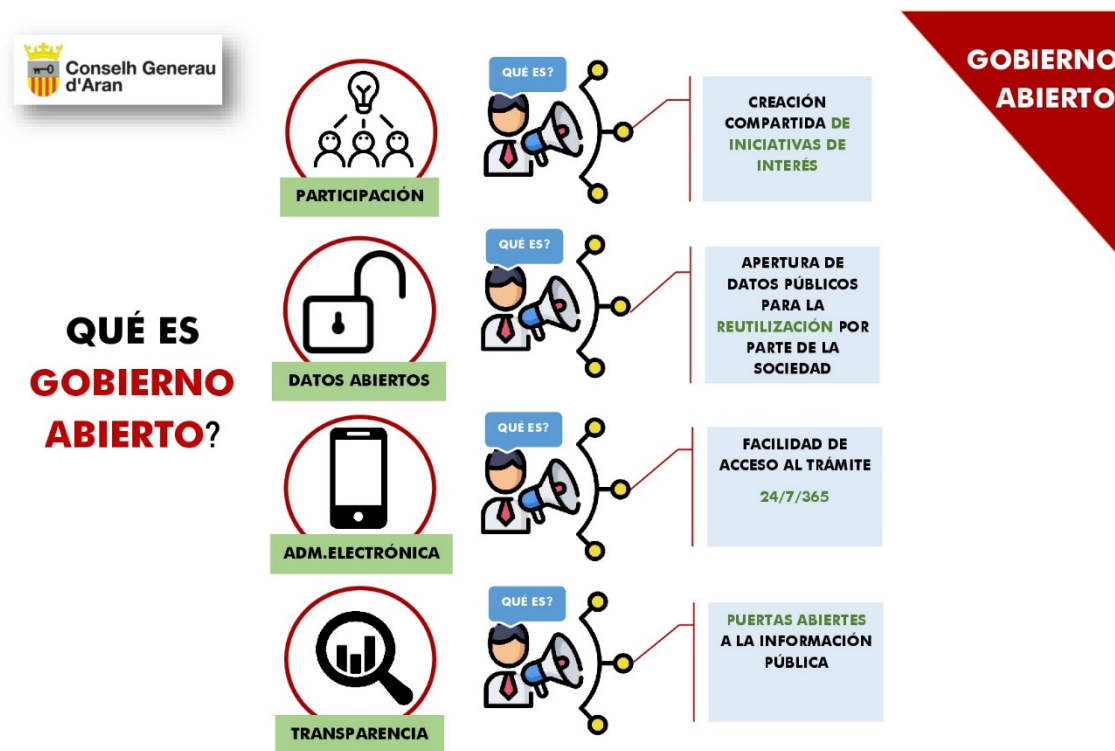 Conselh Generau
d'Aran
GOBIERNO
ABIERTO
QUÉ ES
GOBIERNO
ABIERTO?
PARTICIPACIÓN
QUÉ ES?
CREACIÓN
COMPARTIDA DE
INICIATIVAS DE
INTERÉS
DATOS ABIERTOS
QUÉ ES?
APERTURA DE
DATOS PÚBLICOS
PARA LA
REUTILIZACIÓN POR
PARTE DE LA
SOCIEDAD
ADM.ELECTRÓNICA
QUÉ ES?
FACILIDAD DE
ACCESO AL TRÁMITE
24/7/365
TRANSPARENCIA
QUÉ ES?
PUERTAS ABIERTES
A LA INFORMACIÓN
PÚBLICA